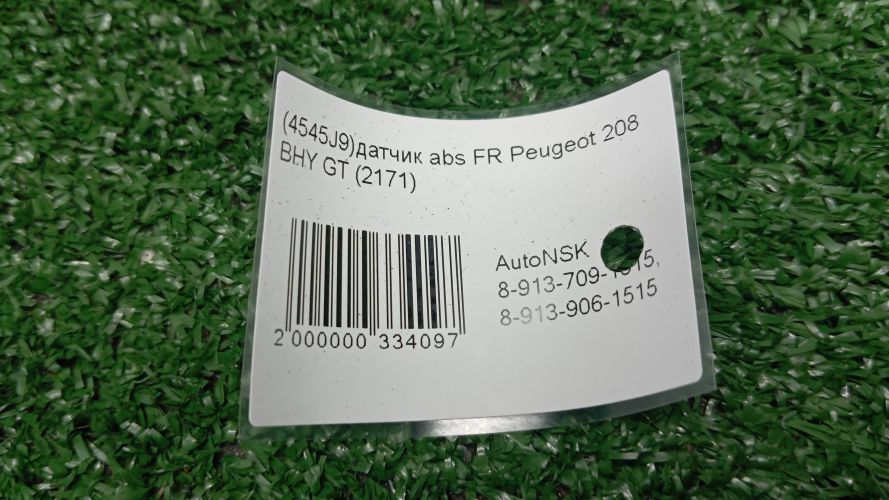 (4545J9)датчик abs FR Peugeot 208
BHY GT (2171)
AutoNSK
8-913-709-1515,
8-913-906-1515
2 000000 334097